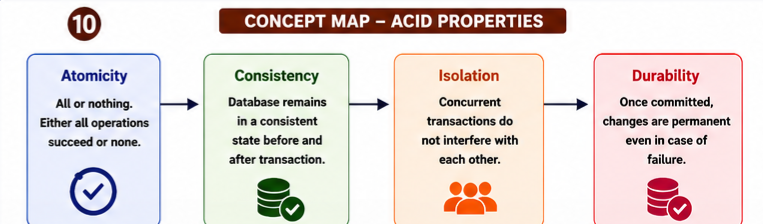 10
CONCEPT MAP – ACID PROPERTIES
Atomicity
All or nothing.
Either all operations
succeed or none.
Consistency
Database remains
in a consistent
state before and
after transaction.
Isolation
Concurrent
transactions do
not interfere with
each other.
Durability
Once committed,
changes are permanent
even in case of
failure.